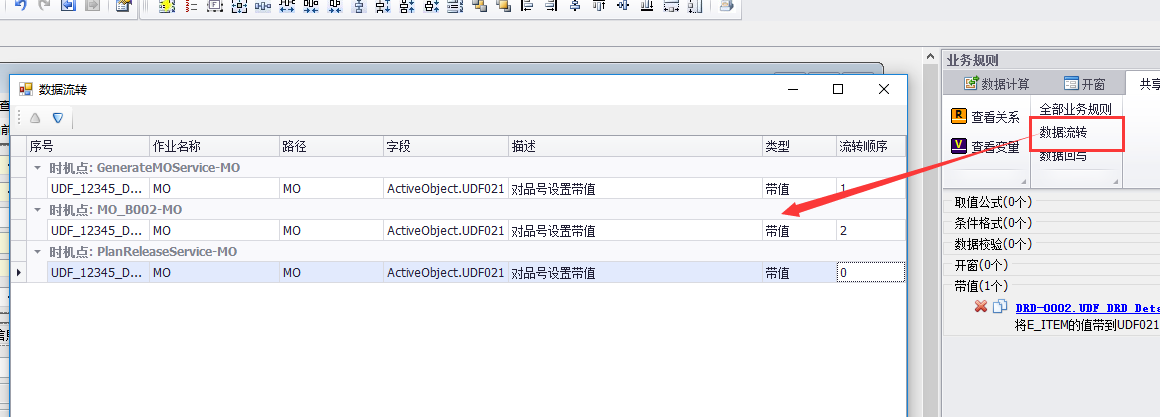 业务规则
数据计算 开窗 共享
查看关系 全部业务规则
查看变量 数据流转
数据回写
取值公式(0个)
条件格式(0个)
数据校验(0个)
开窗(0个)
带值(1个)
DRD-0002.UDF_DRD_Deta
将E_ITEM的值带到UDF021
数据流转
序号 作业名称 路径 字段 描述 类型 流转顺序
时机点: GenerateMOService-MO
UDF_12345_D... MO MO ActiveObject.UDF021 对品号设置带值 带值 1
时机点: MO_B002-MO
UDF_12345_D... MO MO ActiveObject.UDF021 对品号设置带值 带值 2
时机点: PlanReleaseService-MO
UDF_12345_D... MO MO ActiveObject.UDF021 对品号设置带值 带值 0
查
前